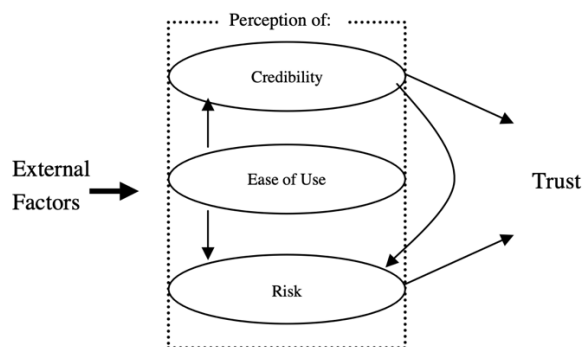 Perception of:
Credibility
External
Factors
Ease of Use
Trust
Risk